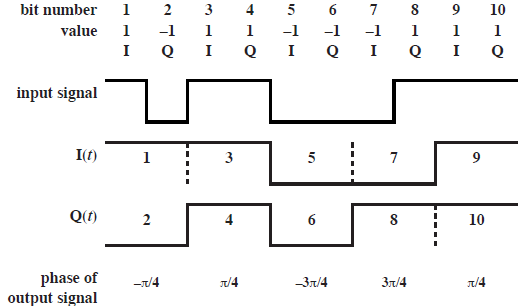 bit number 1 2 3 4 5 6 7 8 9 10
value 1 –1 1 1 –1 –1 –1 1 1 1
I Q I Q I Q I Q I Q
input signal
I(t) 1 3 5 7 9
Q(t) 2 4 6 8 10
phase of
output signal –π/4 π/4 –3π/4 3π/4 π/4